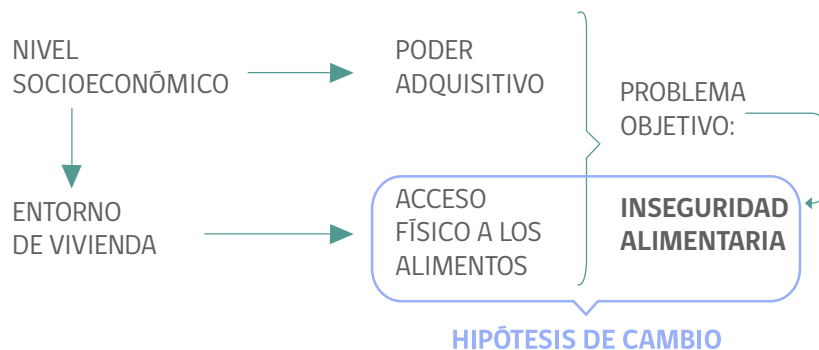 NIVEL
SOCIOECONÓMICO
PODER
ADQUISITIVO
PROBLEMA
OBJETIVO:
ENTORNO
DE VIVIENDA
ACCESO
FÍSICO A LOS
ALIMENTOS
INSEGURIDAD
ALIMENTARIA
HIPÓTESIS DE CAMBIO